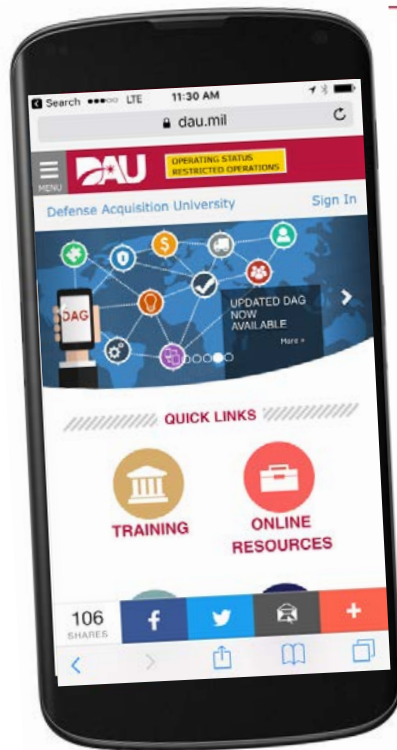 Search LTE 11:30 AM
dau.mil
MENU
DAU
OPERATING STATUS
RESTRICTED OPERATIONS
Defense Acquisition University Sign In
DAG
$
UPDATED DAG
NOW
AVAILABLE
More »
QUICK LINKS
TRAINING
ONLINE
RESOURCES
106
SHARES
f
+